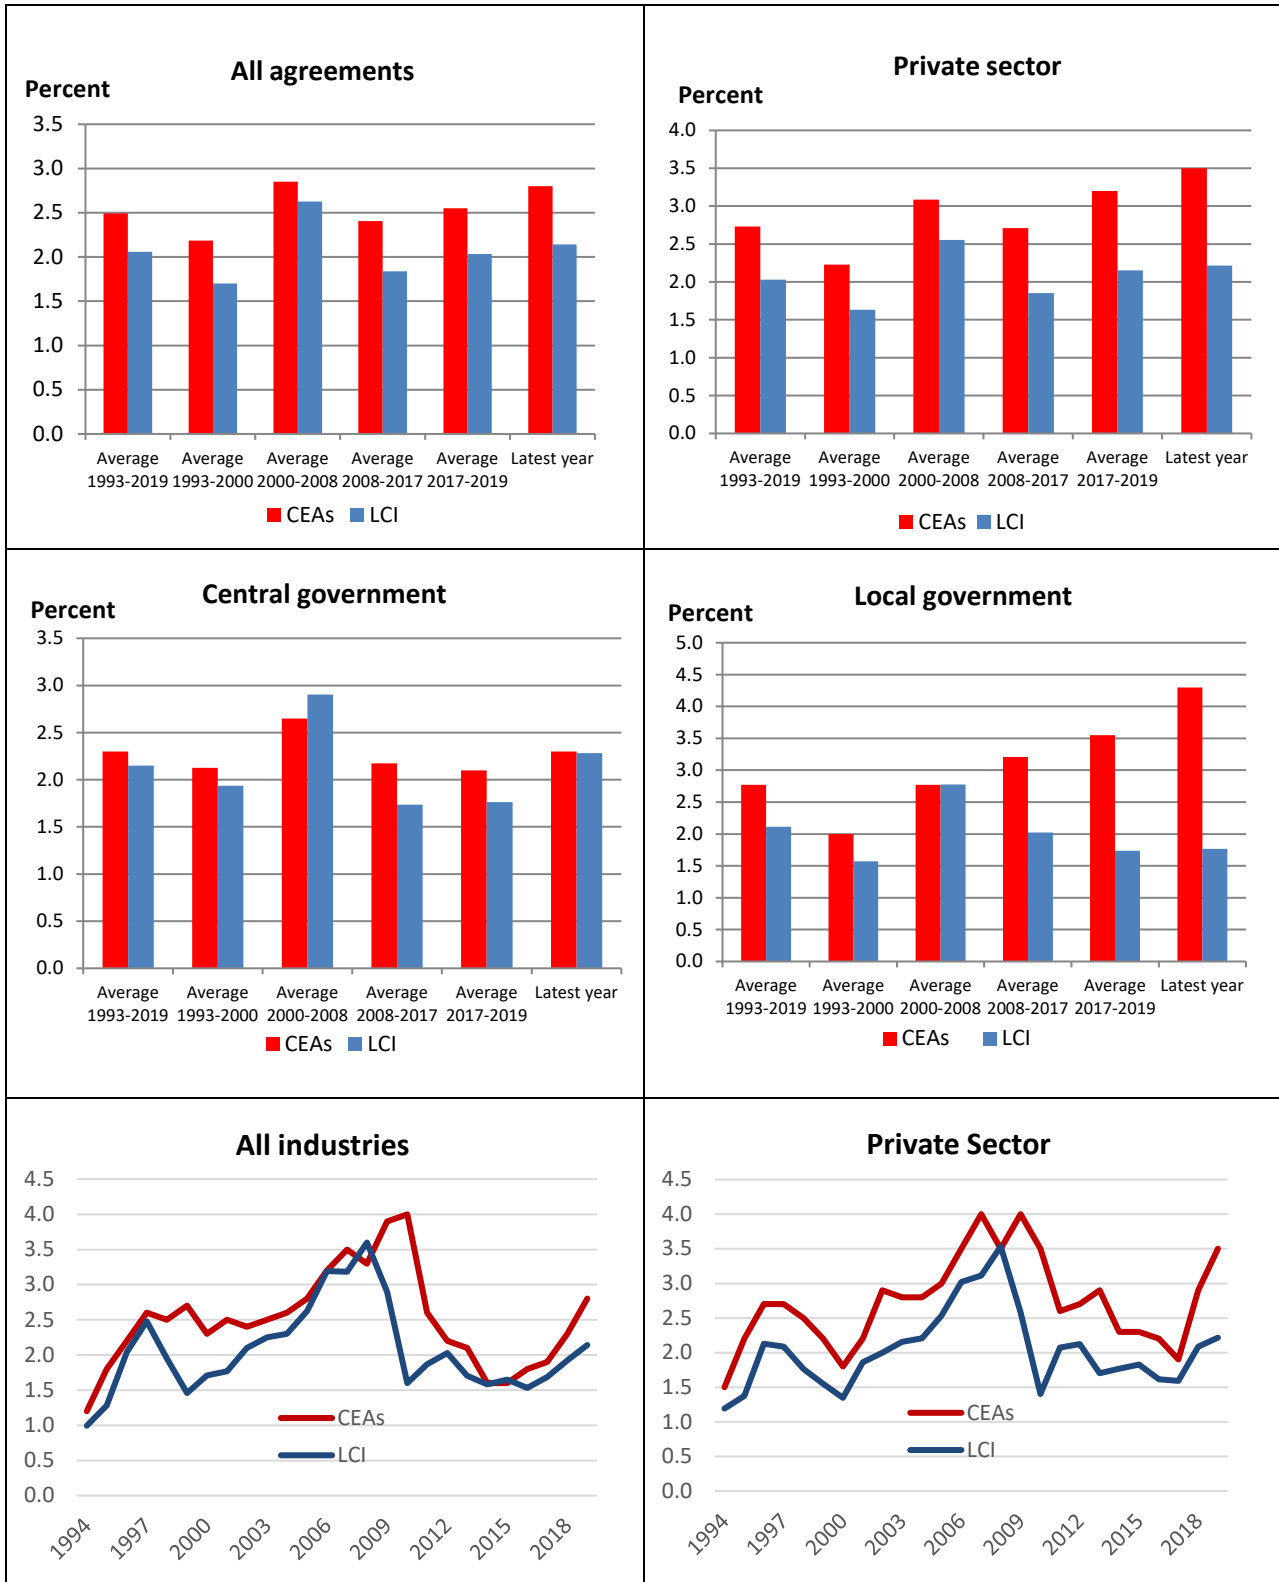 All agreements
Percent
3.5
3.0
2.5
2.0
1.5
1.0
0.5
0.0
Average 1993-2019
Average 1993-2000
Average 2000-2008
Average 2008-2017
Average 2017-2019
Latest year
CEAs LCI
Private sector
Percent
4.0
3.5
3.0
2.5
2.0
1.5
1.0
0.5
0.0
Average 1993-2019
Average 1993-2000
Average 2000-2008
Average 2008-2017
Average 2017-2019
Latest year
CEAs LCI
Central government
Percent
3.5
3.0
2.5
2.0
1.5
1.0
0.5
0.0
Average 1993-2019
Average 1993-2000
Average 2000-2008
Average 2008-2017
Average 2017-2019
Latest year
CEAs LCI
Local government
Percent
5.0
4.5
4.0
3.5
3.0
2.5
2.0
1.5
1.0
0.5
0.0
Average 1993-2019
Average 1993-2000
Average 2000-2008
Average 2008-2017
Average 2017-2019
Latest year
CEAs LCI
All industries
4.5
4.0
3.5
3.0
2.5
2.0
1.5
1.0
0.5
0.0
CEAs
LCI
1994 1997 2000 2003 2006 2009 2012 2015 2018
Private Sector
4.5
4.0
3.5
3.0
2.5
2.0
1.5
1.0
0.5
0.0
CEAs
LCI
1994 1997 2000 2003 2006 2009 2012 2015 2018